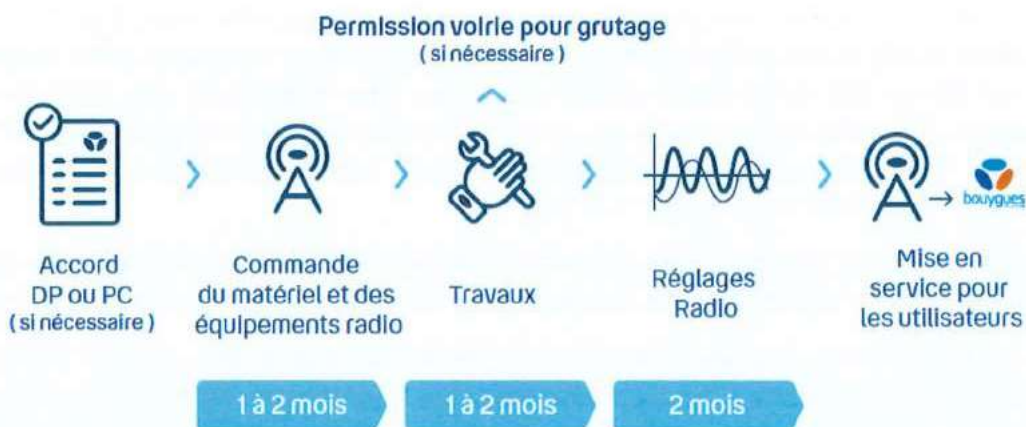 Permission voirie pour grutage
( si nécessaire )
Accord
DP ou PC
( si nécessaire )
Commande
du matériel et des
équipements radio
Travaux
Réglages
Radio
bouygues
Mise en
service pour
les utilisateurs
1 à 2 mois
1 à 2 mois
2 mois